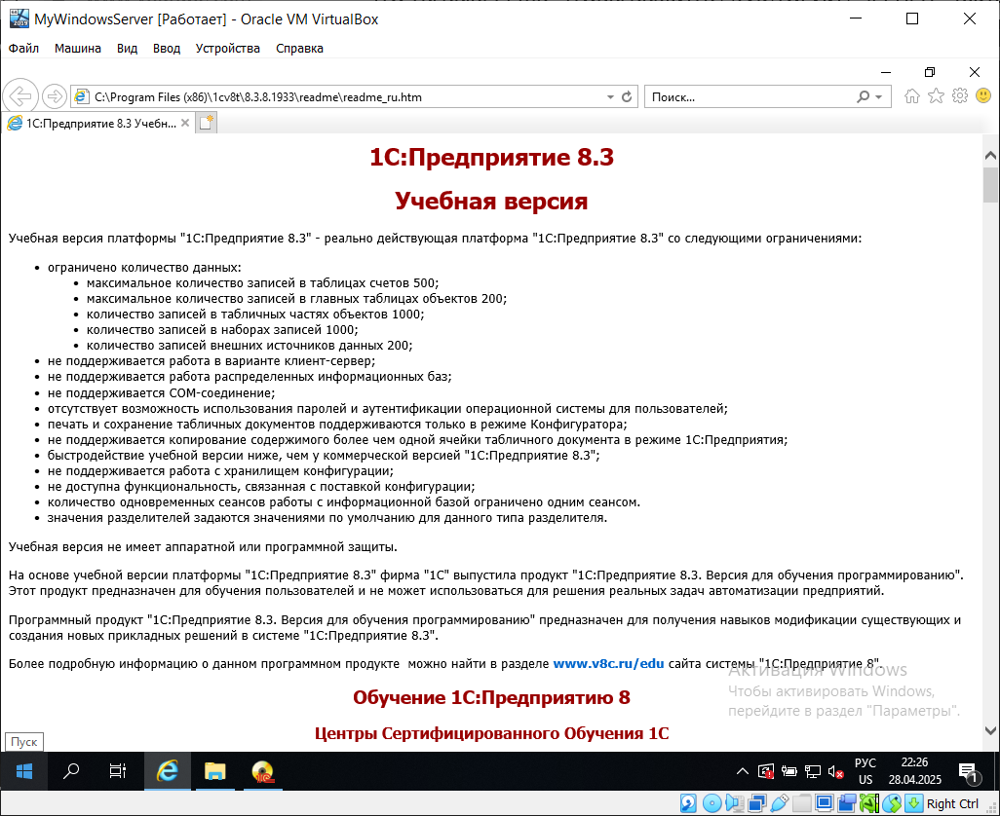 MyWindowsServer [Работает] - Oracle VM VirtualBox
Файл Машина Вид Ввод Устройства Справка
C:\Program Files (x86)\1cv8t\8.3.8.1933\readme\readme_ru.htm
Поиск...
1С:Предприятие 8.3 Учебн...
1С:Предприятие 8.3
Учебная версия
Учебная версия платформы "1С:Предприятие 8.3" - реально действующая платформа "1С:Предприятие 8.3" со следующими ограничениями:
• ограничено количество данных:
• максимальное количество записей в таблицах счетов 500;
• максимальное количество записей в главных таблицах объектов 200;
• количество записей в табличных частях объектов 1000;
• количество записей в наборах записей 1000;
• количество записей внешних источников данных 200;
• не поддерживается работа в варианте клиент-сервер;
• не поддерживается работа распределенных информационных баз;
• не поддерживается COM-соединение;
• отсутствует возможность использования паролей и аутентификации операционной системы для пользователей;
• печать и сохранение табличных документов поддерживаются только в режиме Конфигуратора;
• не поддерживается копирование содержимого более чем одной ячейки табличного документа в режиме 1С:Предприятия;
• быстродействие учебной версии ниже, чем у коммерческой версией "1С:Предприятие 8.3";
• не поддерживается работа с хранилищем конфигурации;
• не доступна функциональность, связанная с поставкой конфигурации;
• количество одновременных сеансов работы с информационной базой ограничено одним сеансом.
• значения разделителей задаются значениями по умолчанию для данного типа разделителя.
Учебная версия не имеет аппаратной или программной защиты.
На основе учебной версии платформы "1С:Предприятие 8.3" фирма "1С" выпустила продукт "1С:Предприятие 8.3. Версия для обучения программированию".
Этот продукт предназначен для обучения пользователей и не может использоваться для решения реальных задач автоматизации предприятий.
Программный продукт "1С:Предприятие 8.3. Версия для обучения программированию" предназначен для получения навыков модификации существующих и
создания новых прикладных решений в системе "1С:Предприятие 8.3".
Более подробную информацию о данном программном продукте можно найти в разделе www.v8c.ru/edu сайта системы "1С:Предприятие 8".
Активация Windows
Чтобы активировать Windows,
перейдите в раздел "Параметры".
Обучение 1С:Предприятию 8
Центры Сертифицированного Обучения 1С
Пуск
РУС
US
22:26
28.04.2025
1
Right Ctrl